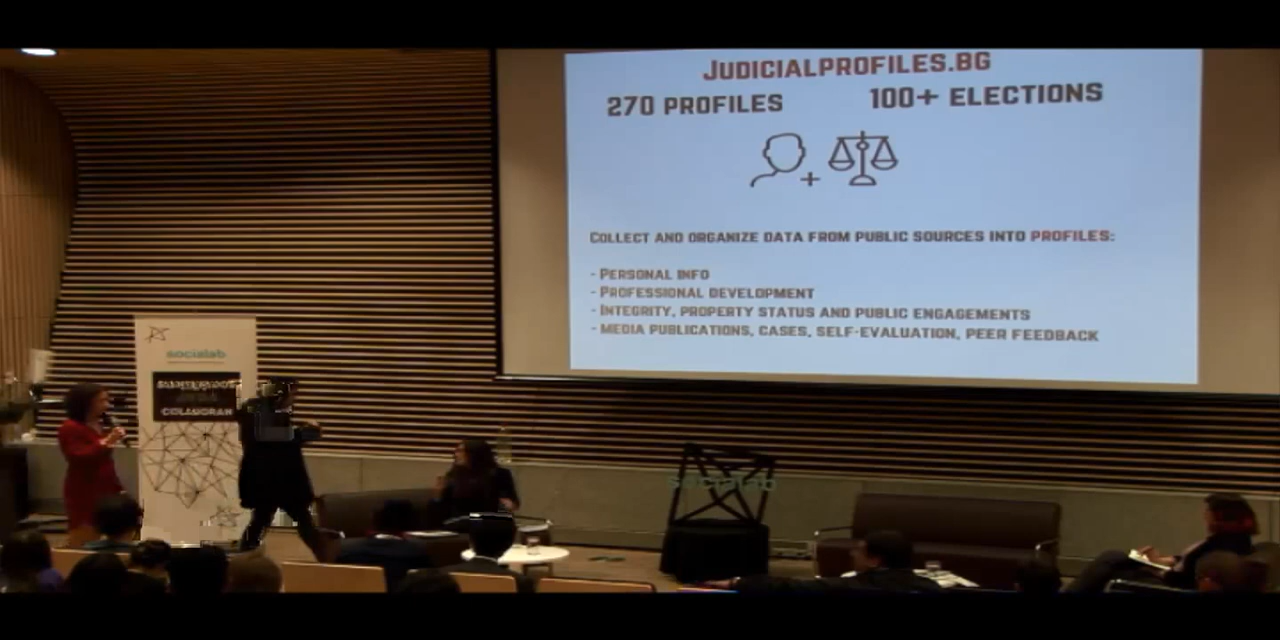 JUDICIALPROFILES.BG
270 PROFILES
100+ ELECTIONS
COLLECT AND ORGANIZE DATA FROM PUBLIC SOURCES INTO PROFILES:
- PERSONAL INFO
- PROFESSIONAL DEVELOPMENT
- INTEGRITY, PROPERTY STATUS AND PUBLIC ENGAGEMENTS
- MEDIA PUBLICATIONS, CASES, SELF-EVALUATION, PEER FEEDBACK
socialab
socialab